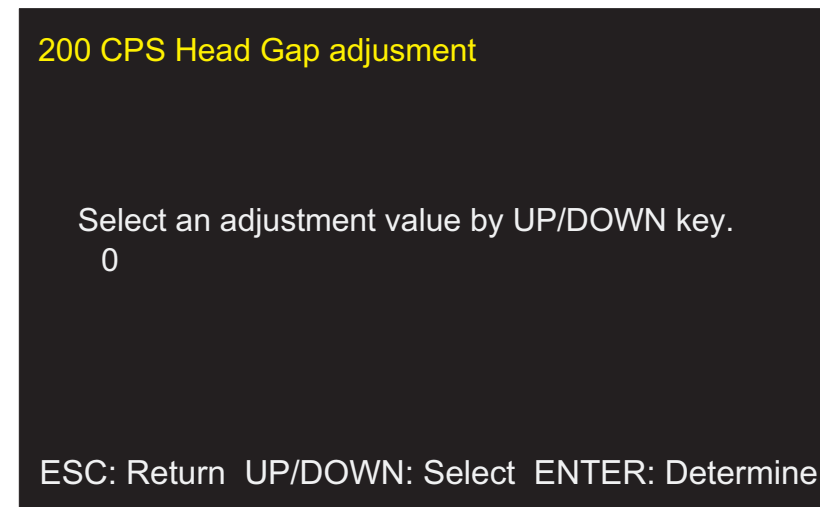 200 CPS Head Gap adjusment
Select an adjustment value by UP/DOWN key.
0
ESC: Return UP/DOWN: Select ENTER: Determine